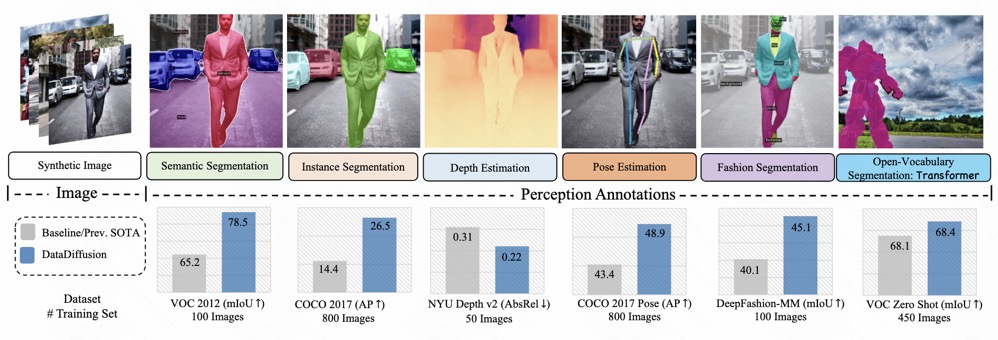 Synthetic Image
Semantic Segmentation
Instance Segmentation
Depth Estimation
Pose Estimation
Fashion Segmentation
Open-Vocabulary
Segmentation: Transformer
Image
Perception Annotations
Baseline/Prev. SOTA
DataDiffusion
Dataset
# Training Set
65.2
78.5
VOC 2012 (mIoU↑)
100 Images
14.4
26.5
COCO 2017 (AP↑)
800 Images
0.31
0.22
NYU Depth v2 (AbsRel↓)
50 Images
43.4
48.9
COCO 2017 Pose (AP↑)
800 Images
40.1
45.1
DeepFashion-MM (mIoU↑)
100 Images
68.1
68.4
VOC Zero Shot (mIoU↑)
450 Images